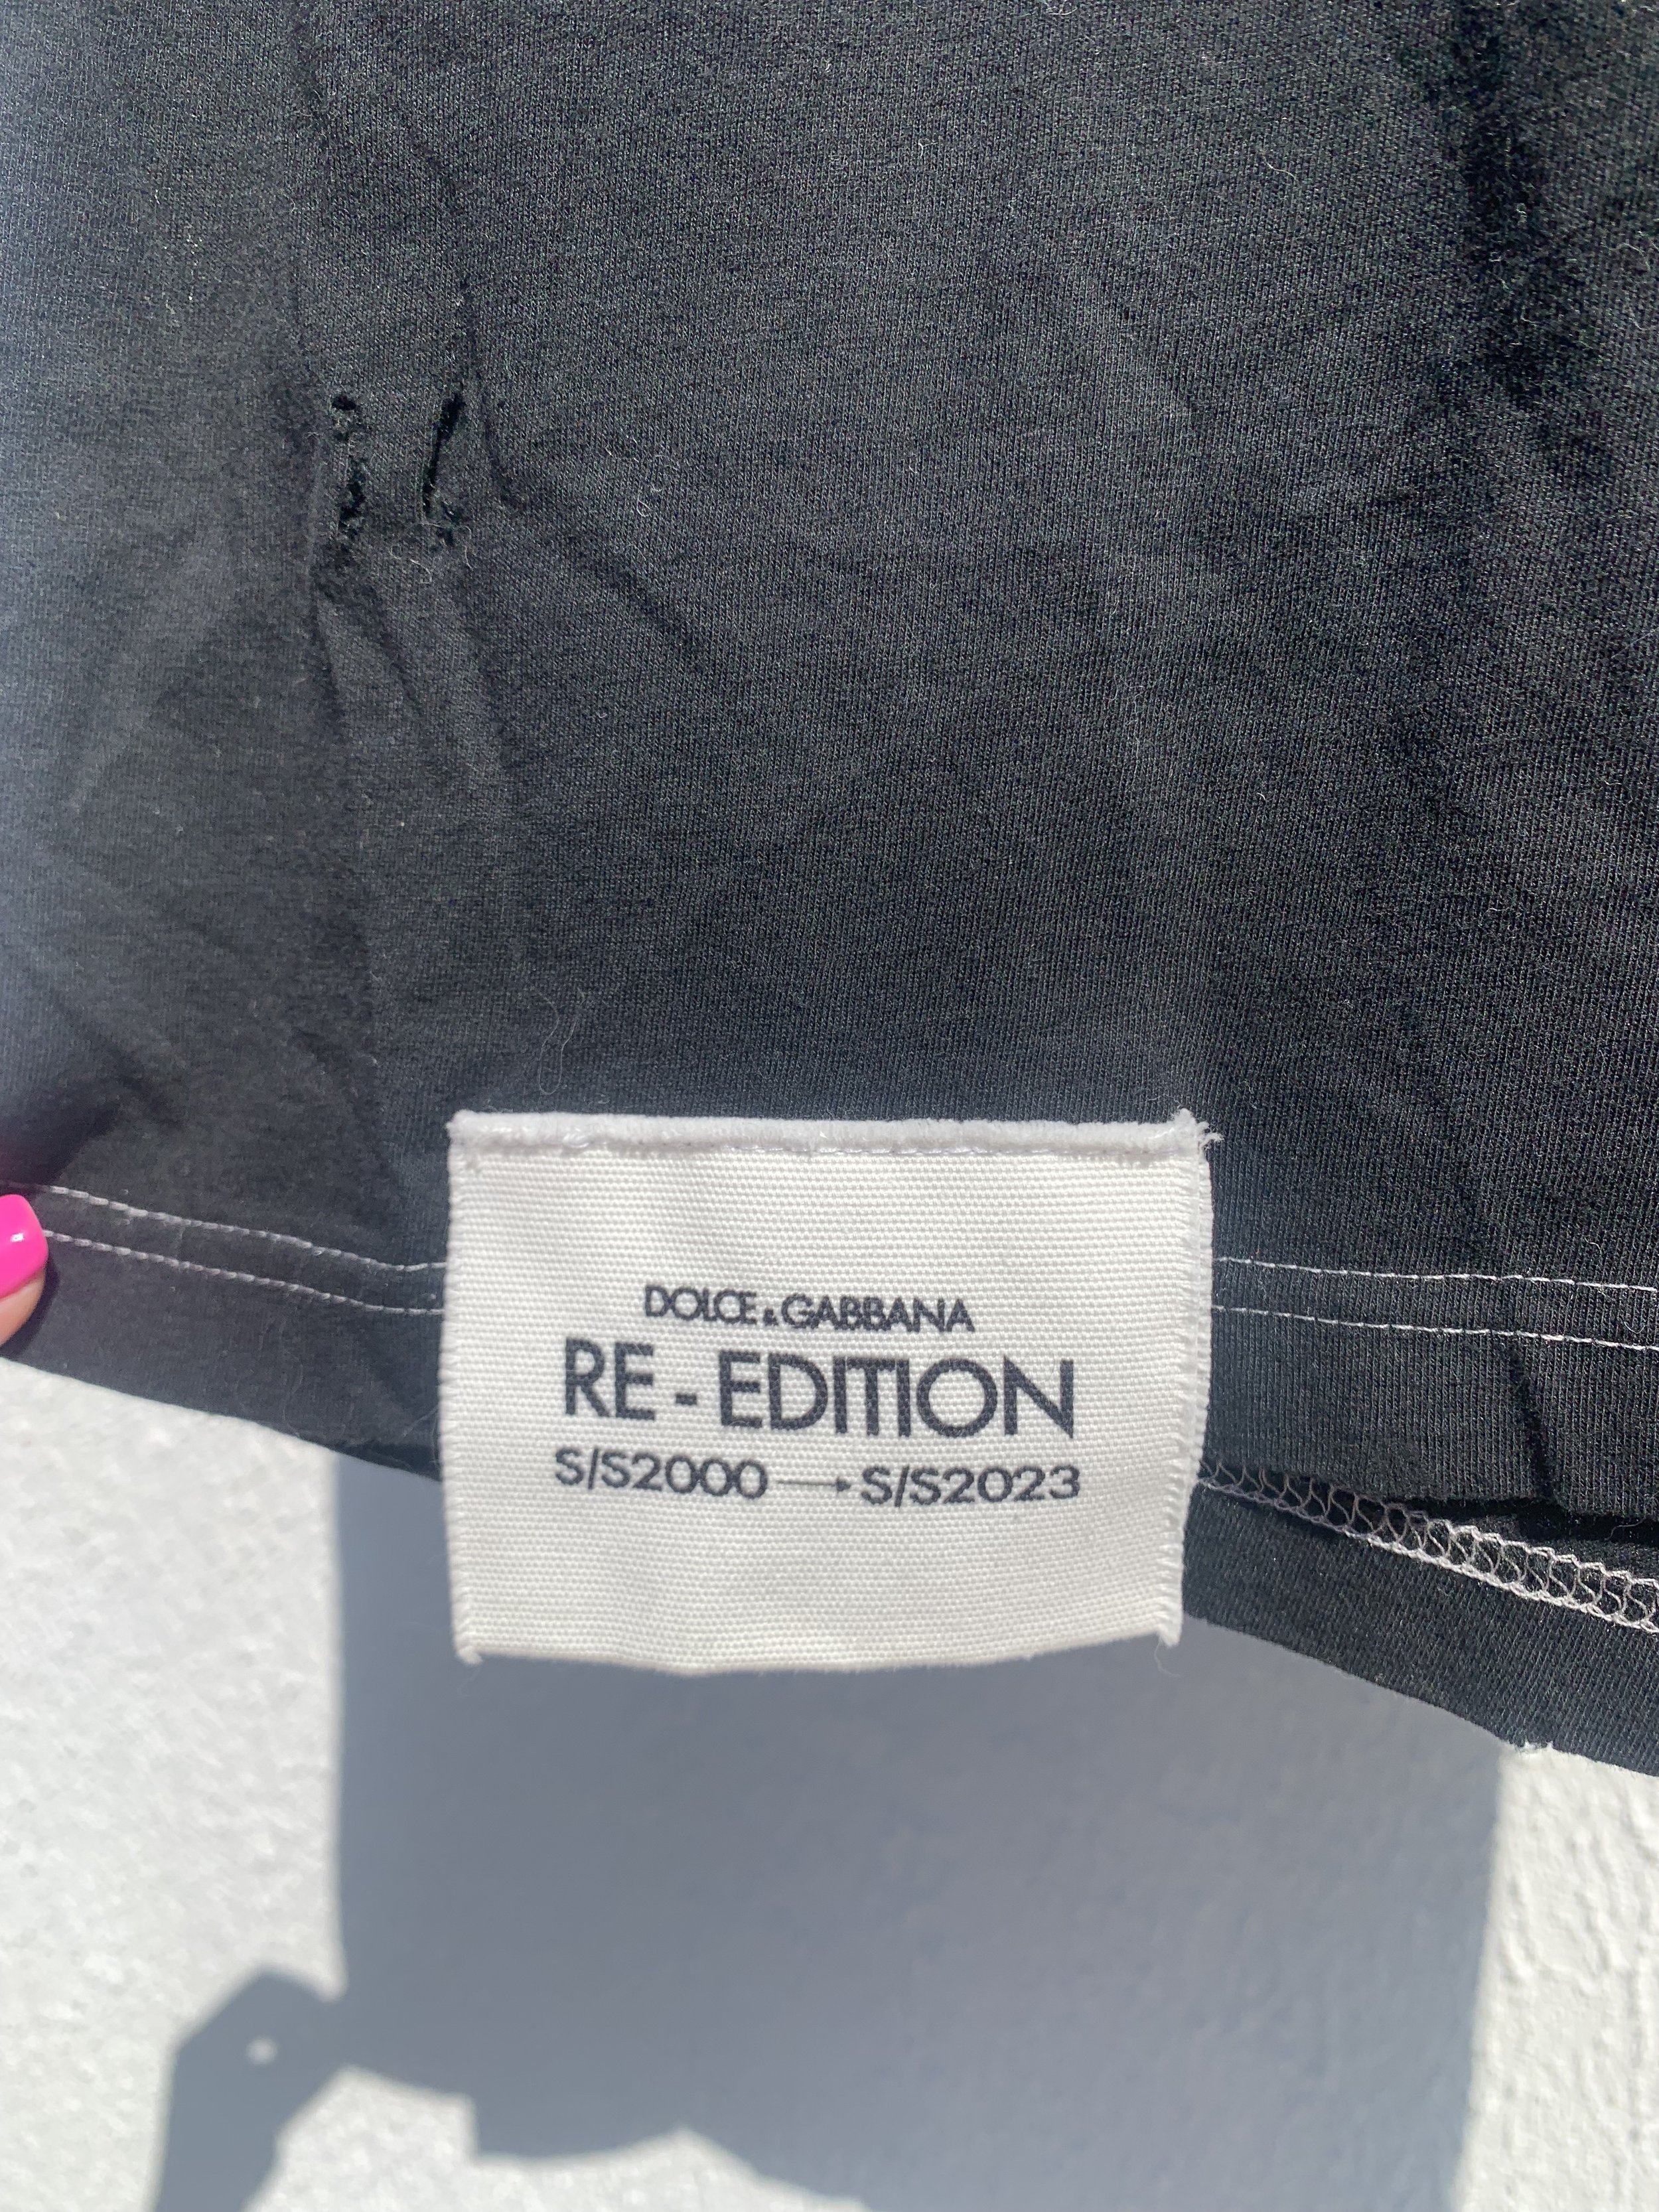 DOLCE&GABBANA
RE-EDITION
S/S2000 → S/S2023